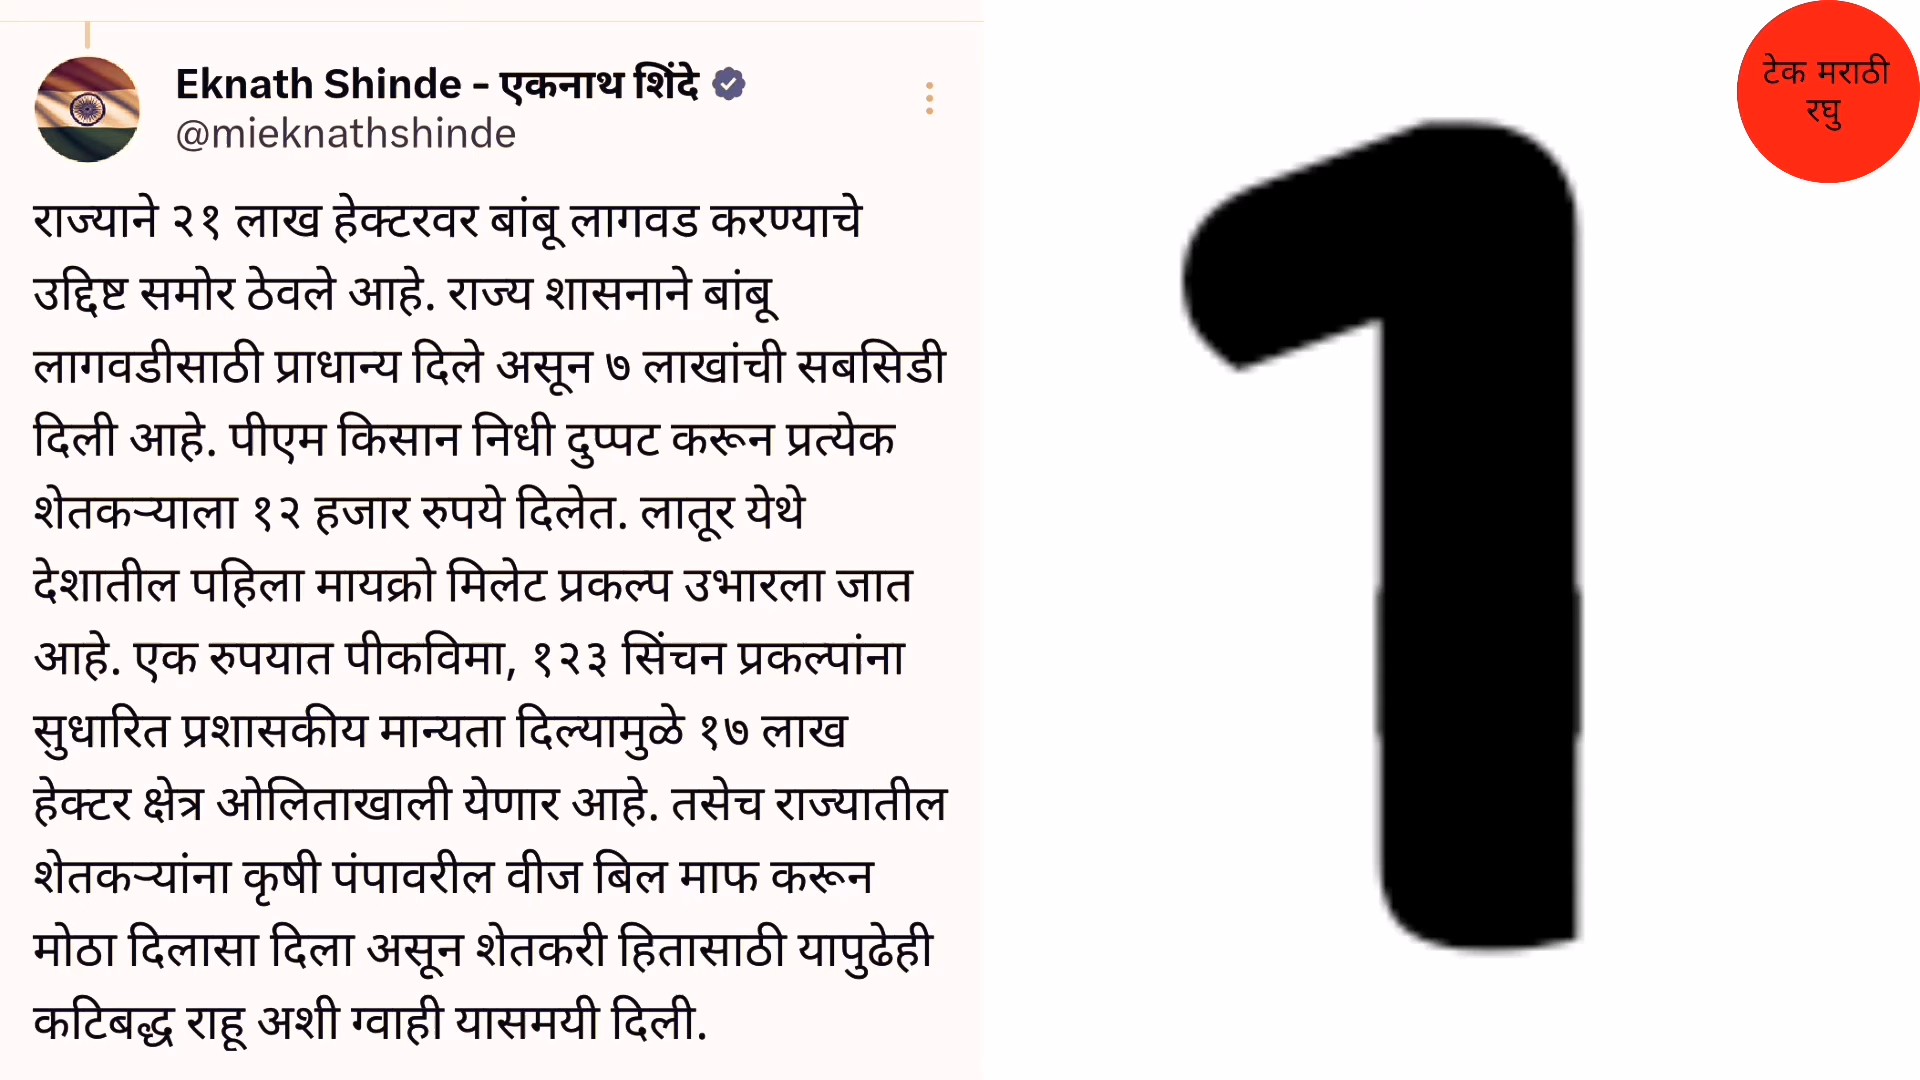 Eknath Shinde - एकनाथ शिंदे
@mieknathshinde
राज्याने २१ लाख हेक्टरवर बांबू लागवड करण्याचे
उद्दिष्ट समोर ठेवले आहे. राज्य शासनाने बांबू
लागवडीसाठी प्राधान्य दिले असून ७ लाखांची सबसिडी
दिली आहे. पीएम किसान निधी दुप्पट करून प्रत्येक
शेतकऱ्याला १२ हजार रुपये दिलेत. लातूर येथे
देशातील पहिला मायक्रो मिलेट प्रकल्प उभारला जात
आहे. एक रुपयात पीकविमा, १२३ सिंचन प्रकल्पांना
सुधारित प्रशासकीय मान्यता दिल्यामुळे १७ लाख
हेक्टर क्षेत्र ओलिताखाली येणार आहे. तसेच राज्यातील
शेतकऱ्यांना कृषी पंपावरील वीज बिल माफ करून
मोठा दिलासा दिला असून शेतकरी हितासाठी यापुढेही
कटिबद्ध राहू अशी ग्वाही यासमयी दिली.
1
टेक मराठी
रघु